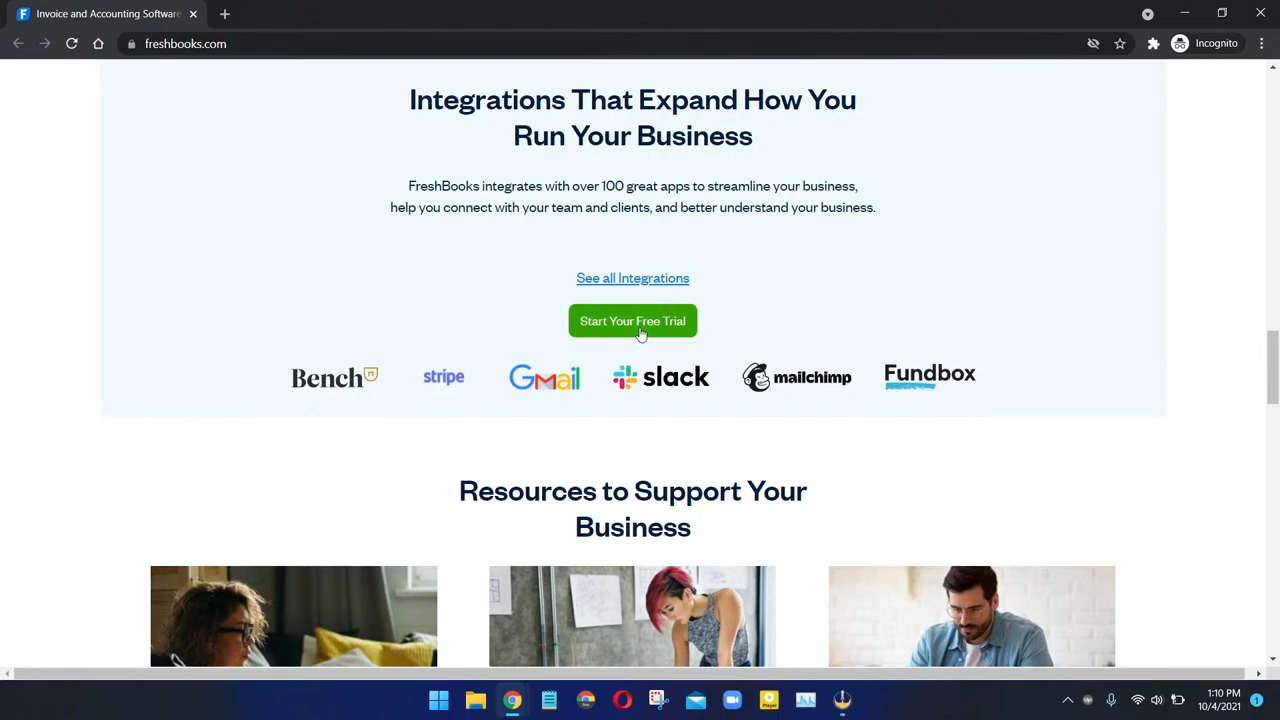 Invoice and Accounting Software
freshbooks.com
Incognito
Integrations That Expand How You
Run Your Business
FreshBooks integrates with over 100 great apps to streamline your business,
help you connect with your team and clients, and better understand your business.
See all Integrations
Start Your Free Trial
Bench
stripe
Gmail
slack
mailchimp
Fundbox
Resources to Support Your
Business
1:10 PM
10/4/2021
1